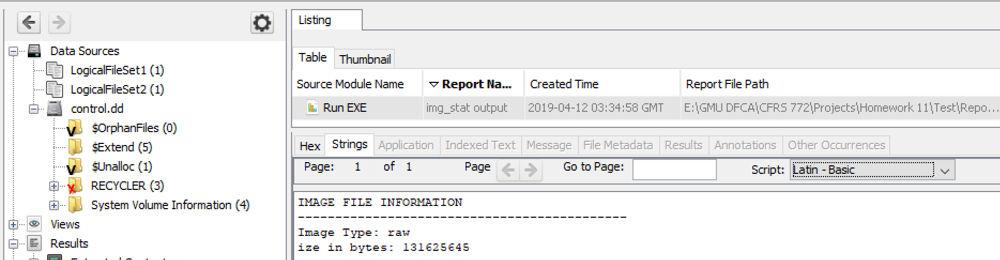 Data Sources
LogicalFileSet1 (1)
LogicalFileSet2 (1)
control.dd
$OrphanFiles (0)
$Extend (5)
$Unalloc (1)
RECYCLER (3)
System Volume Information (4)
Views
Results
Listing
Table Thumbnail
Source Module Name Report Na... Created Time Report File Path
Run EXE img_stat output 2019-04-12 03:34:58 GMT E:\GMU DFCA\CFRS 772\Projects\Homework 11\Test\Repo...
Hex Strings Application Indexed Text Message File Metadata Results Annotations Other Occurrences
Page: 1 of 1 Page Go to Page: Script: Latin - Basic
IMAGE FILE INFORMATION
--------------------------------------------
Image Type: raw
ize in bytes: 131625645